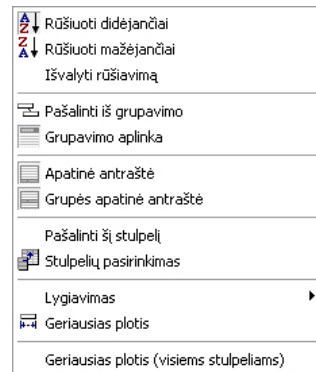 Rūšiuoti didėjančiai
Rūšiuoti mažėjančiai
Išvalyti rūšiavimą
Pašalinti iš grupavimo
Grupavimo aplinka
Apatinė antraštė
Grupės apatinė antraštė
Pašalinti šį stulpelį
Stulpelių pasirinkimas
Lygiavimas
Geriausias plotis
Geriausias plotis (visiems stulpeliams)